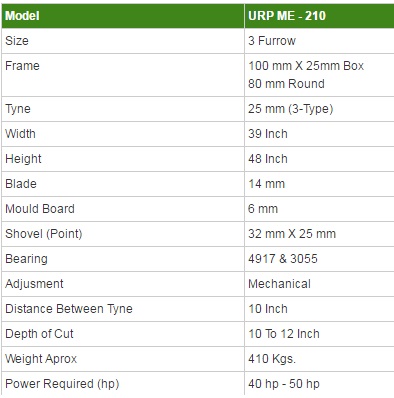 Model URP ME - 210
Size 3 Furrow
Frame 100 mm X 25mm Box
80 mm Round
Tyne 25 mm (3-Type)
Width 39 Inch
Height 48 Inch
Blade 14 mm
Mould Board 6 mm
Shovel (Point) 32 mm X 25 mm
Bearing 4917 & 3055
Adjusment Mechanical
Distance Between Tyne 10 Inch
Depth of Cut 10 To 12 Inch
Weight Aprox 410 Kgs.
Power Required (hp) 40 hp - 50 hp